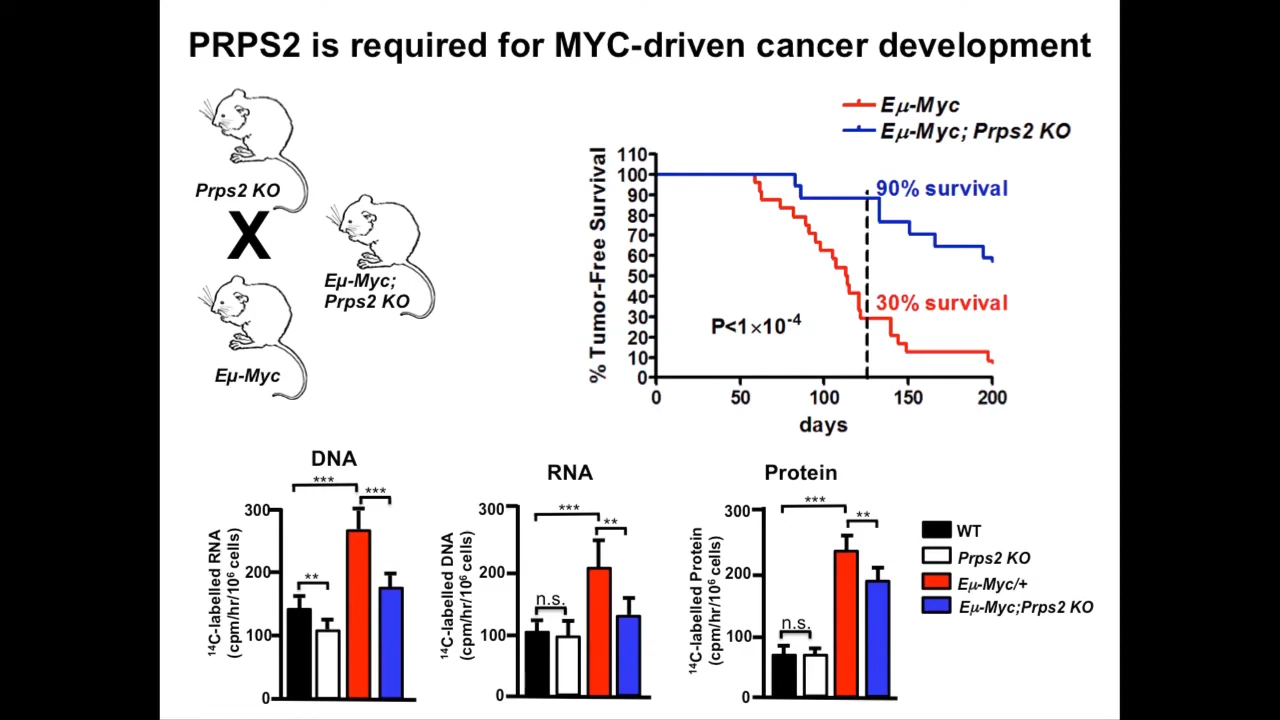 PRPS2 is required for MYC-driven cancer development
Prps2 KO
X
Eμ-Myc
Eμ-Myc;
Prps2 KO
Eμ-Myc
Eμ-Myc; Prps2 KO
% Tumor-Free Survival
110
100
90
80
70
60
50
40
30
20
10
0
90% survival
30% survival
P<1×10⁻⁴
0 50 100 150 200
days
DNA
¹⁴C-labelled RNA
(cpm/hr/10⁶ cells)
300
200
100
0
***
***
**
RNA
¹⁴C-labelled DNA
(cpm/hr/10⁶ cells)
300
200
100
0
***
**
n.s.
Protein
¹⁴C-labelled Protein
(cpm/hr/10⁶ cells)
300
200
100
0
***
**
n.s.
WT
Prps2 KO
Eμ-Myc/+
Eμ-Myc;Prps2 KO